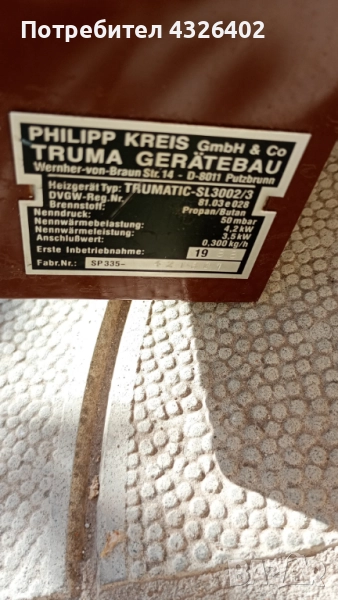 Потребител 4326402
PHILIPP KREIS GmbH & Co
TRUMA GERÄTEBAU
Wernher-von-Braun Str. 14 - D-8011 Putzbrunn
Heizgerät Typ: TRUMATIC-SL3002/3
DVGW-Reg.Nr. 81.03 e 028
Brennstoff: Propan/Butan
Nenndruck: 50 mbar
Nennwärmebelastung: 4,2 kW
Nennwärmeleistung: 3,5 kW
Anschlußwert: 0,300 kg/h
Erste Inbetriebnahme: 19
Fabr.Nr.: SP335-